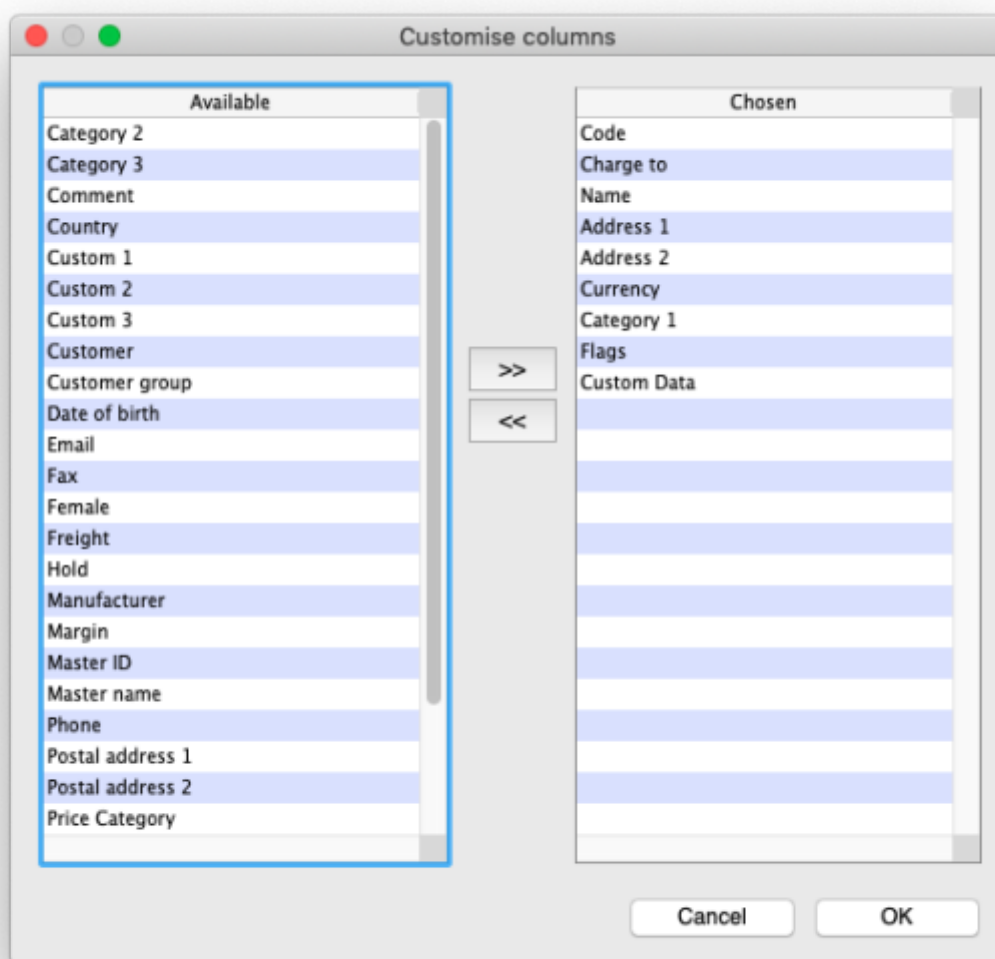 Customise columns
Available
Category 2
Category 3
Comment
Country
Custom 1
Custom 2
Custom 3
Customer
Customer group
Date of birth
Email
Fax
Female
Freight
Hold
Manufacturer
Margin
Master ID
Master name
Phone
Postal address 1
Postal address 2
Price Category
>>
<<
Chosen
Code
Charge to
Name
Address 1
Address 2
Currency
Category 1
Flags
Custom Data
Cancel
OK